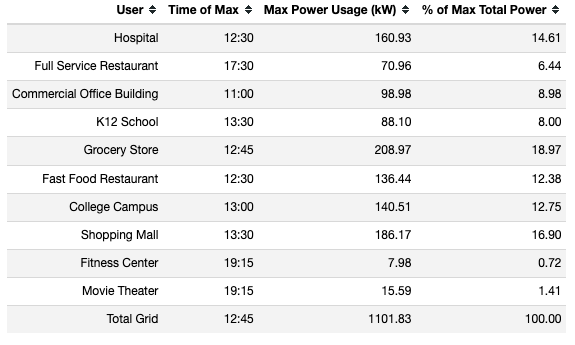 User Time of Max Max Power Usage (kW) % of Max Total Power
Hospital 12:30 160.93 14.61
Full Service Restaurant 17:30 70.96 6.44
Commercial Office Building 11:00 98.98 8.98
K12 School 13:30 88.10 8.00
Grocery Store 12:45 208.97 18.97
Fast Food Restaurant 12:30 136.44 12.38
College Campus 13:00 140.51 12.75
Shopping Mall 13:30 186.17 16.90
Fitness Center 19:15 7.98 0.72
Movie Theater 19:15 15.59 1.41
Total Grid 12:45 1101.83 100.00